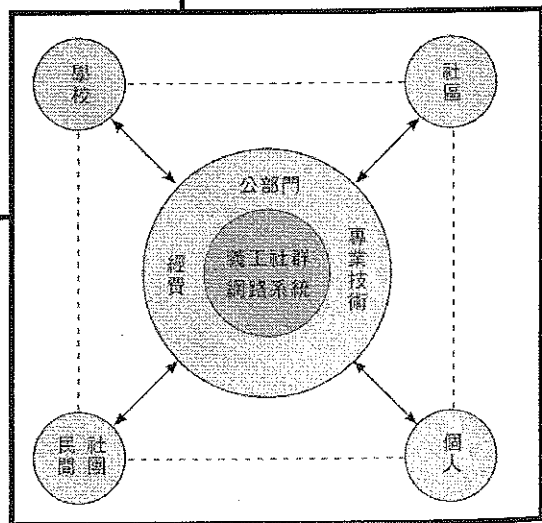 學校
社區
公部門
經費
義工社群
網路系統
專業技術
民間
社團
個人